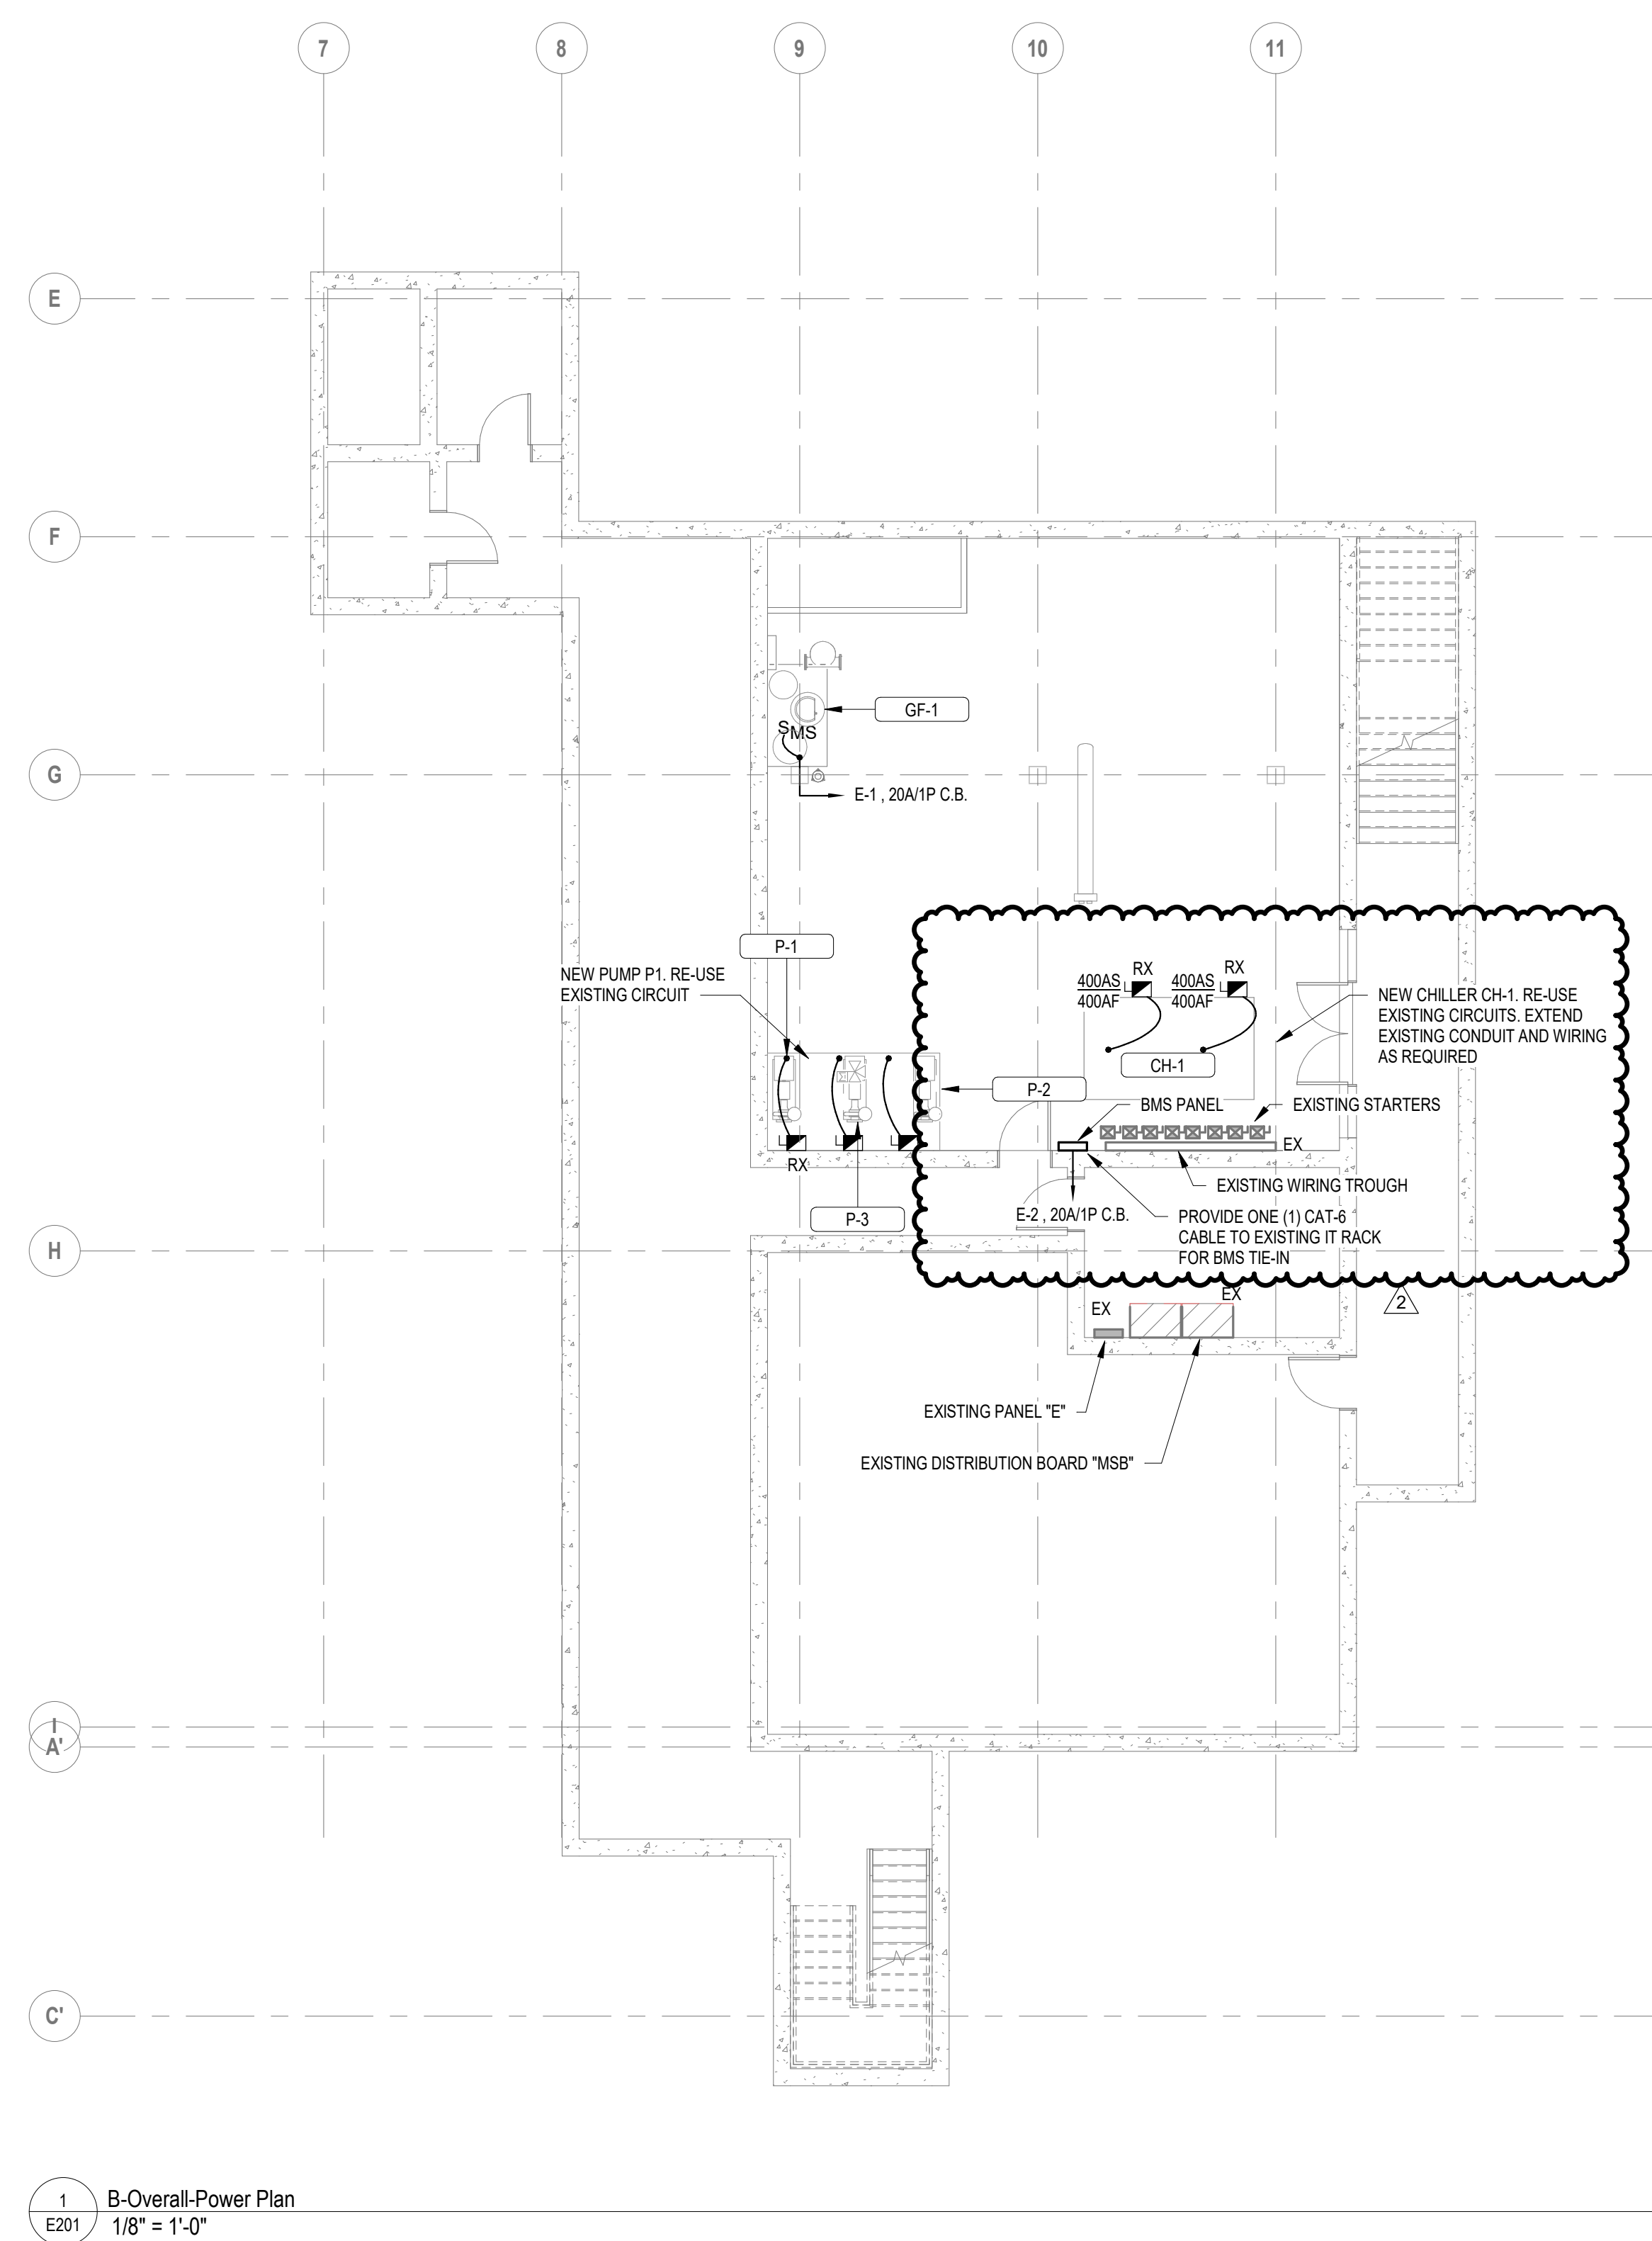 7
8
9
10
11
E
F
GF-1
SMS
G
E-1 , 20A/1P C.B.
P-1
NEW PUMP P1. RE-USE
EXISTING CIRCUIT
RX
RX
400AS
400AF
400AS
400AF
NEW CHILLER CH-1. RE-USE
EXISTING CIRCUITS. EXTEND
EXISTING CONDUIT AND WIRING
AS REQUIRED
CH-1
P-2
BMS PANEL
EXISTING STARTERS
EX
RX
EXISTING WIRING TROUGH
P-3
E-2 , 20A/1P C.B.
PROVIDE ONE (1) CAT-6
CABLE TO EXISTING IT RACK
FOR BMS TIE-IN
H
2
EX
EX
EXISTING PANEL "E"
EXISTING DISTRIBUTION BOARD "MSB"
I
A'
C'
1
E201
B-Overall-Power Plan
1/8" = 1'-0"